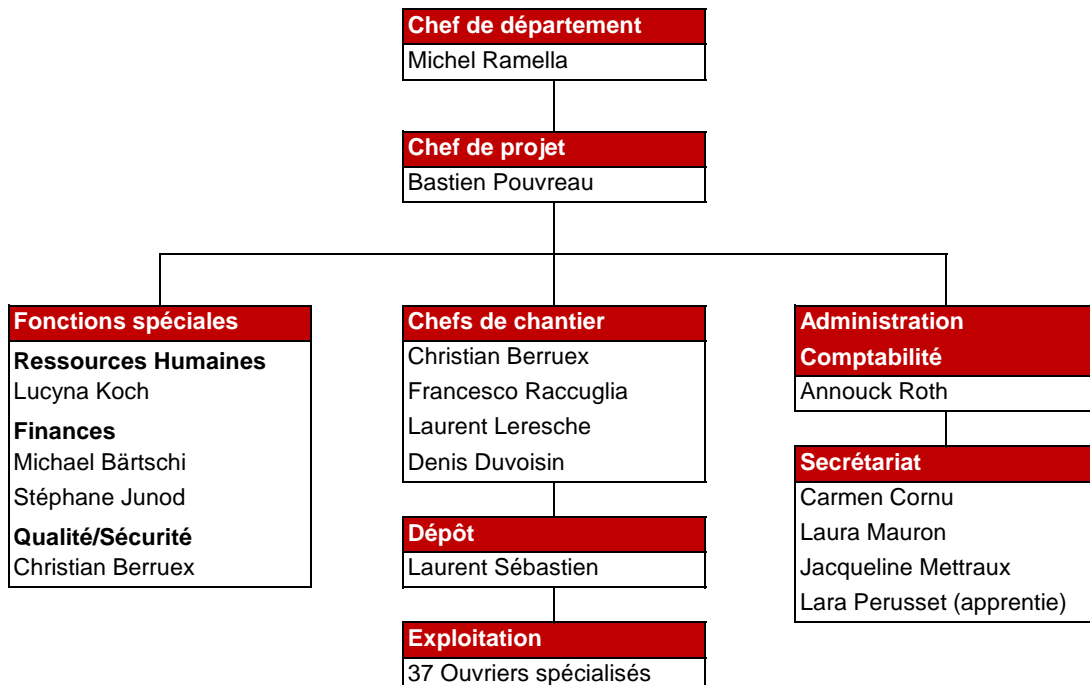 Chef de département
Michel Ramella
Chef de projet
Bastien Pouvreau
Fonctions spéciales
Ressources Humaines
Lucyna Koch
Finances
Michael Bärtschi
Stéphane Junod
Qualité/Sécurité
Christian Berruex
Chefs de chantier
Christian Berruex
Francesco Raccuglia
Laurent Leresche
Denis Duvoisin
Dépôt
Laurent Sébastien
Exploitation
37 Ouvriers spécialisés
Administration
Comptabilité
Annouck Roth
Secrétariat
Carmen Cornu
Laura Mauron
Jacqueline Mettraux
Lara Perusset (apprentie)